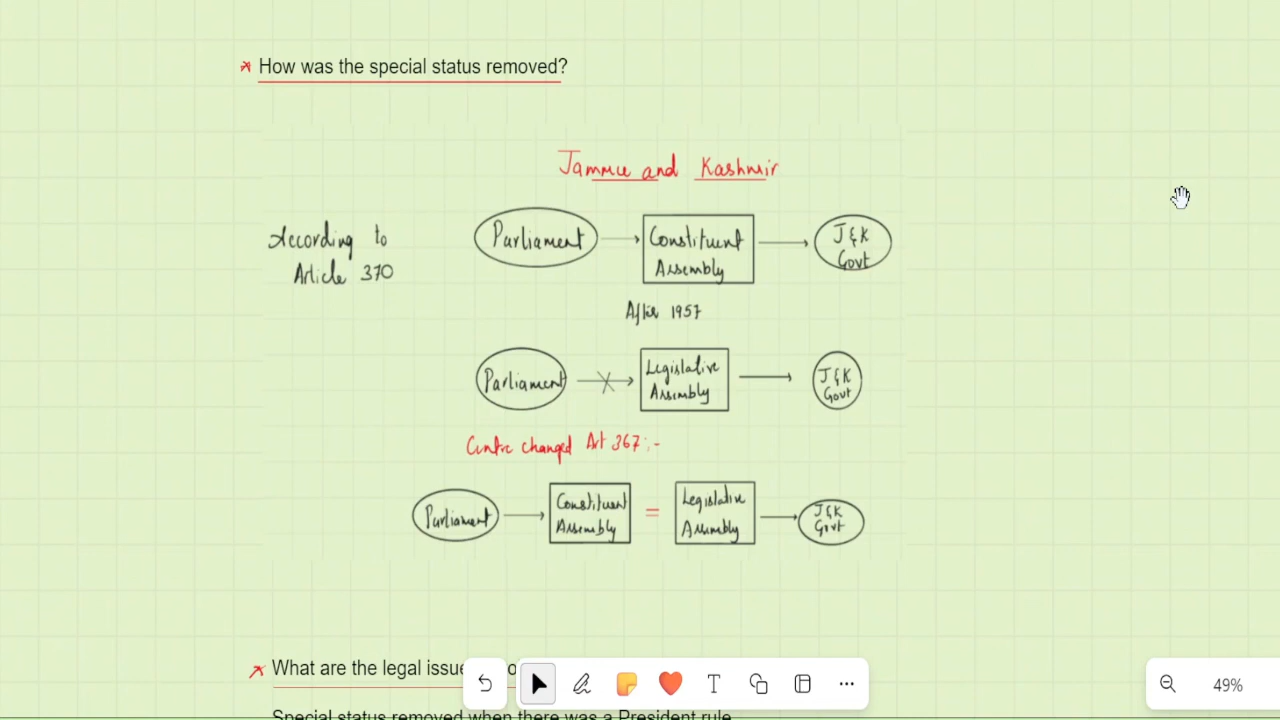 * How was the special status removed?
Jammu and Kashmir
According to
Article 370
Parliament
Constituent
Assembly
J&K
Govt
After 1957
Parliament
Legislative
Assembly
J&K
Govt
Centre changed Art 367:-
Parliament
Constituent
Assembly
=
Legislative
Assembly
J&K
Govt
* What are the legal issue
Special status removed when there was a President rule
T
49%